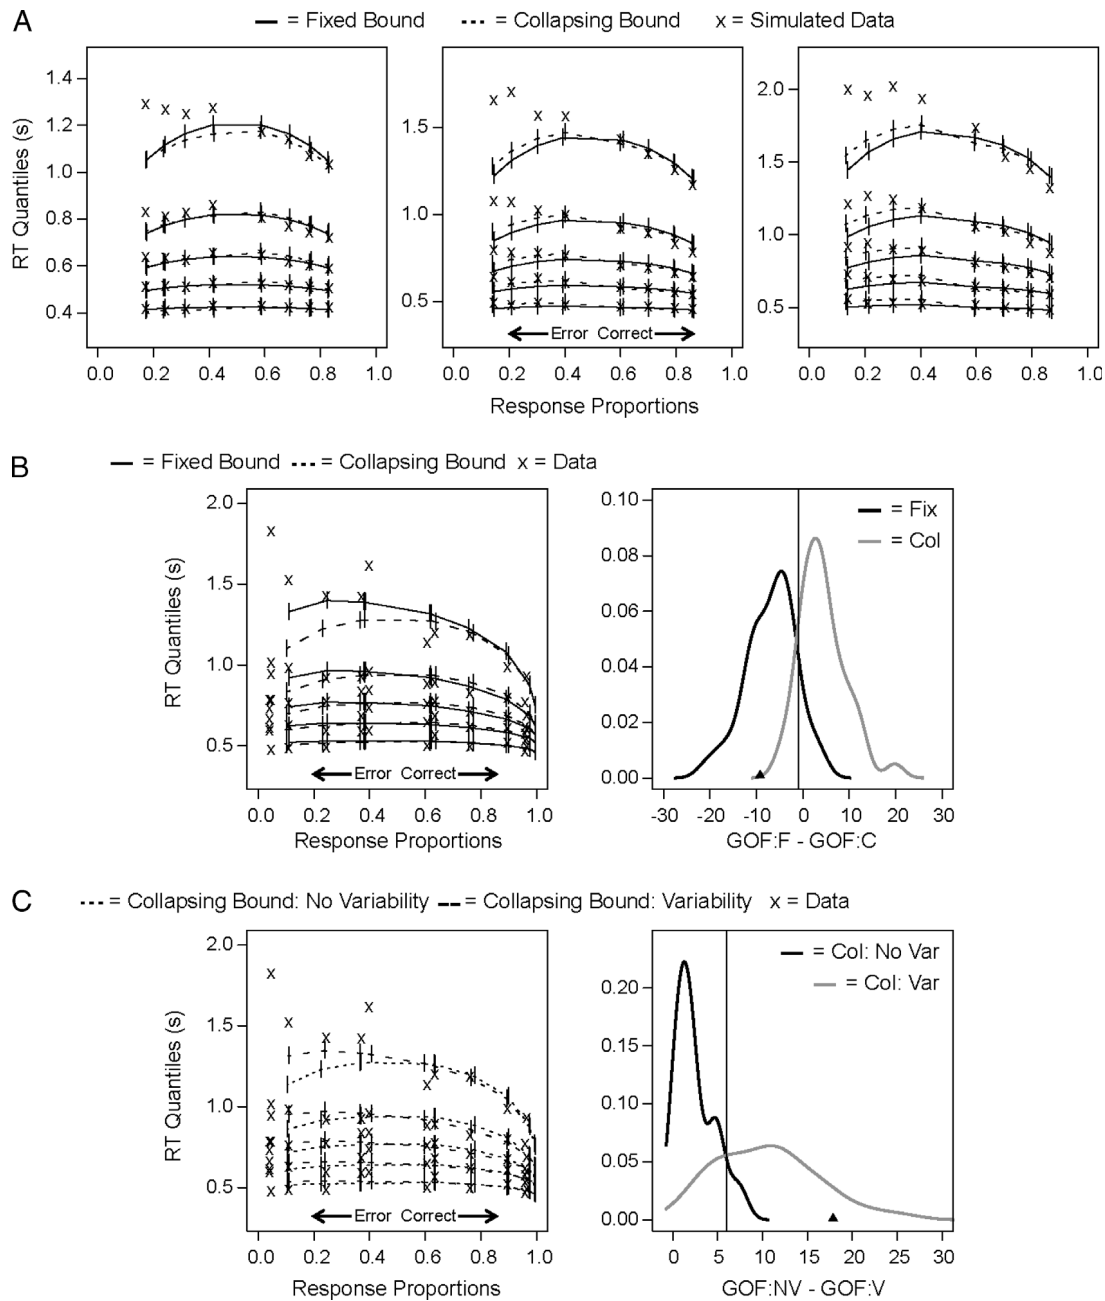 A
= Fixed Bound = Collapsing Bound x = Simulated Data
RT Quantiles (s)
1.4
1.2
1.0
0.8
0.6
0.4
0.0 0.2 0.4 0.6 0.8 1.0
1.5
1.0
0.5
Error Correct
0.0 0.2 0.4 0.6 0.8 1.0
2.0
1.5
1.0
0.5
0.0 0.2 0.4 0.6 0.8 1.0
Response Proportions
B
= Fixed Bound = Collapsing Bound x = Data
RT Quantiles (s)
2.0
1.5
1.0
0.5
Error Correct
0.0 0.2 0.4 0.6 0.8 1.0
Response Proportions
0.10
0.08
0.06
0.04
0.02
0.00
= Fix
= Col
-30 -20 -10 0 10 20 30
GOF:F - GOF:C
C
= Collapsing Bound: No Variability = Collapsing Bound: Variability x = Data
RT Quantiles (s)
2.0
1.5
1.0
0.5
Error Correct
0.0 0.2 0.4 0.6 0.8 1.0
Response Proportions
0.20
0.15
0.10
0.05
0.00
= Col: No Var
= Col: Var
0 5 10 15 20 25 30
GOF:NV - GOF:V